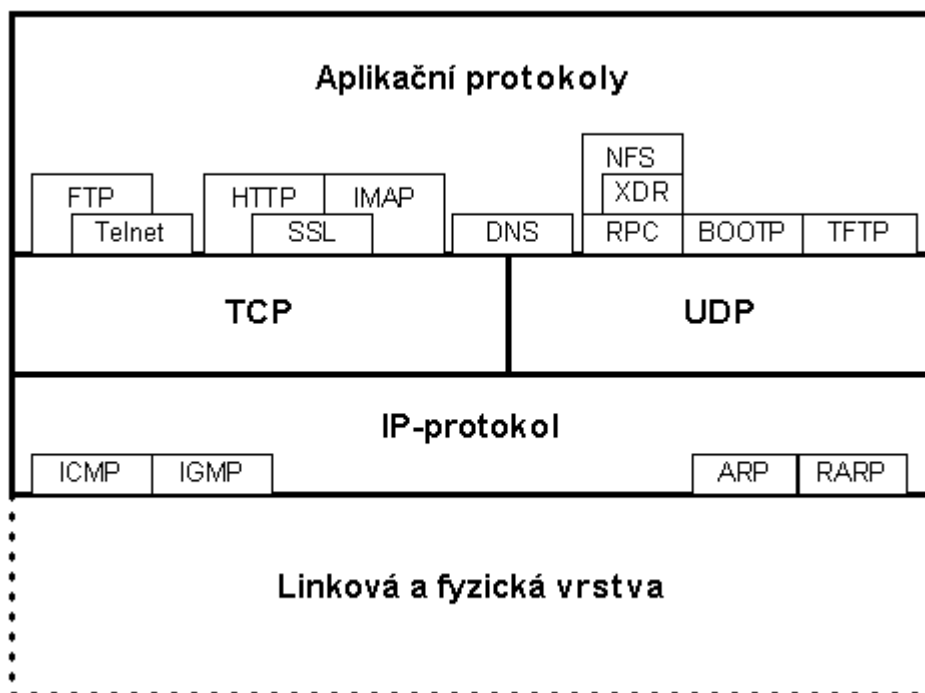 Aplikační protokoly
NFS
FTP HTTP IMAP XDR
Telnet SSL DNS RPC BOOTP TFTP
TCP UDP
IP-protokol
ICMP IGMP ARP RARP
Linková a fyzická vrstva